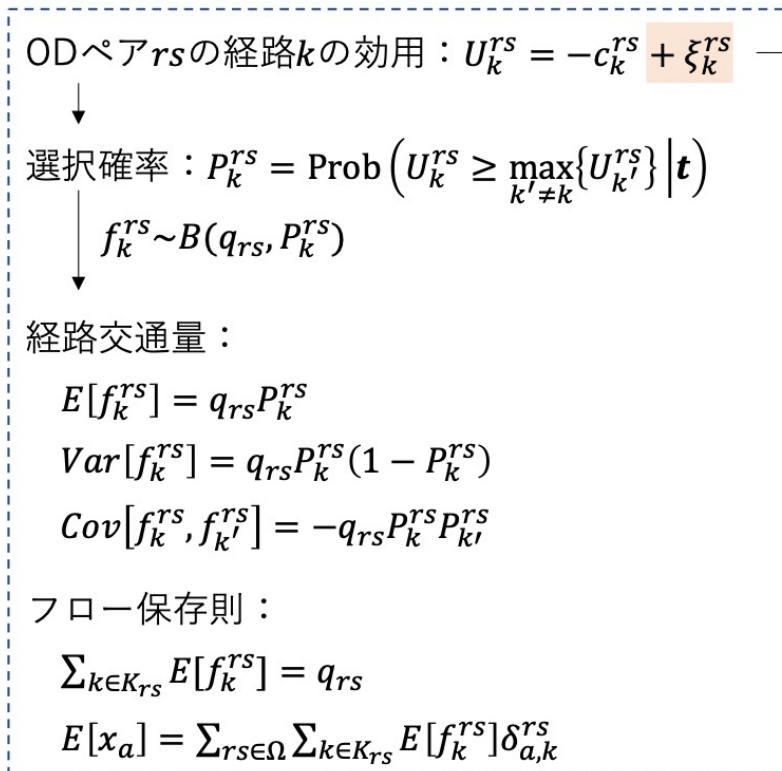 ODペアrsの経路kの効用：U_k^{rs} = −c_k^{rs} + ξ_k^{rs}
選択確率：P_k^{rs} = Prob(U_k^{rs} ≥ max_{k′≠k}{U_{k′}^{rs}} | t)
f_k^{rs}~B(q_{rs}, P_k^{rs})
経路交通量：
E[f_k^{rs}] = q_{rs}P_k^{rs}
Var[f_k^{rs}] = q_{rs}P_k^{rs}(1 − P_k^{rs})
Cov[f_k^{rs}, f_{k′}^{rs}] = −q_{rs}P_k^{rs}P_{k′}^{rs}
フロー保存則：
∑_{k∈K_{rs}} E[f_k^{rs}] = q_{rs}
E[x_a] = ∑_{rs∈Ω} ∑_{k∈K_{rs}} E[f_k^{rs}]δ_{a,k}^{rs}